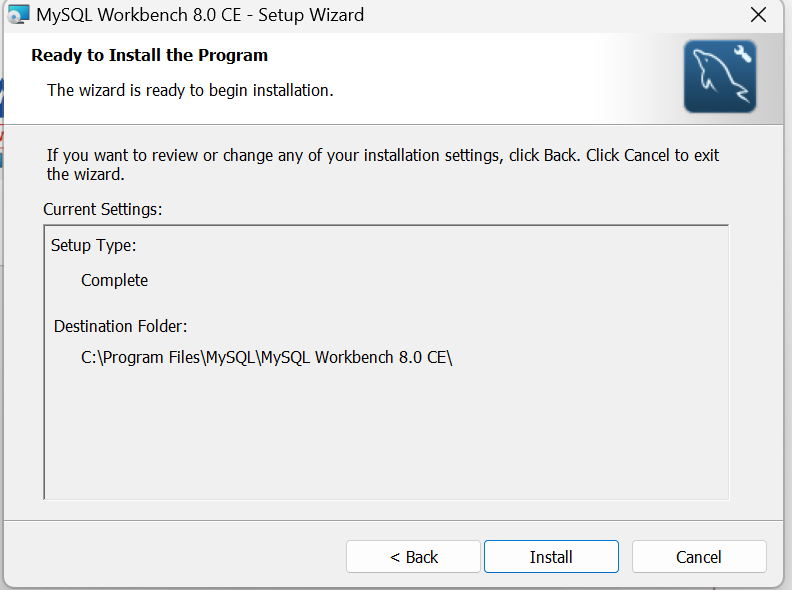 MySQL Workbench 8.0 CE - Setup Wizard
Ready to Install the Program
The wizard is ready to begin installation.
If you want to review or change any of your installation settings, click Back. Click Cancel to exit
the wizard.
Current Settings:
Setup Type:
Complete
Destination Folder:
C:\Program Files\MySQL\MySQL Workbench 8.0 CE\
< Back
Install
Cancel